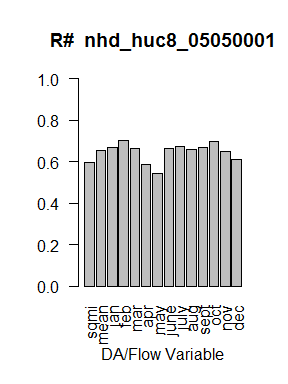 R#  nhd_huc8_05050001
1.0
0.8
0.6
0.4
0.2
0.0
sqmi
mean
jan
feb
mar
apr
may
june
july
aug
sept
oct
nov
dec
DA/Flow Variable